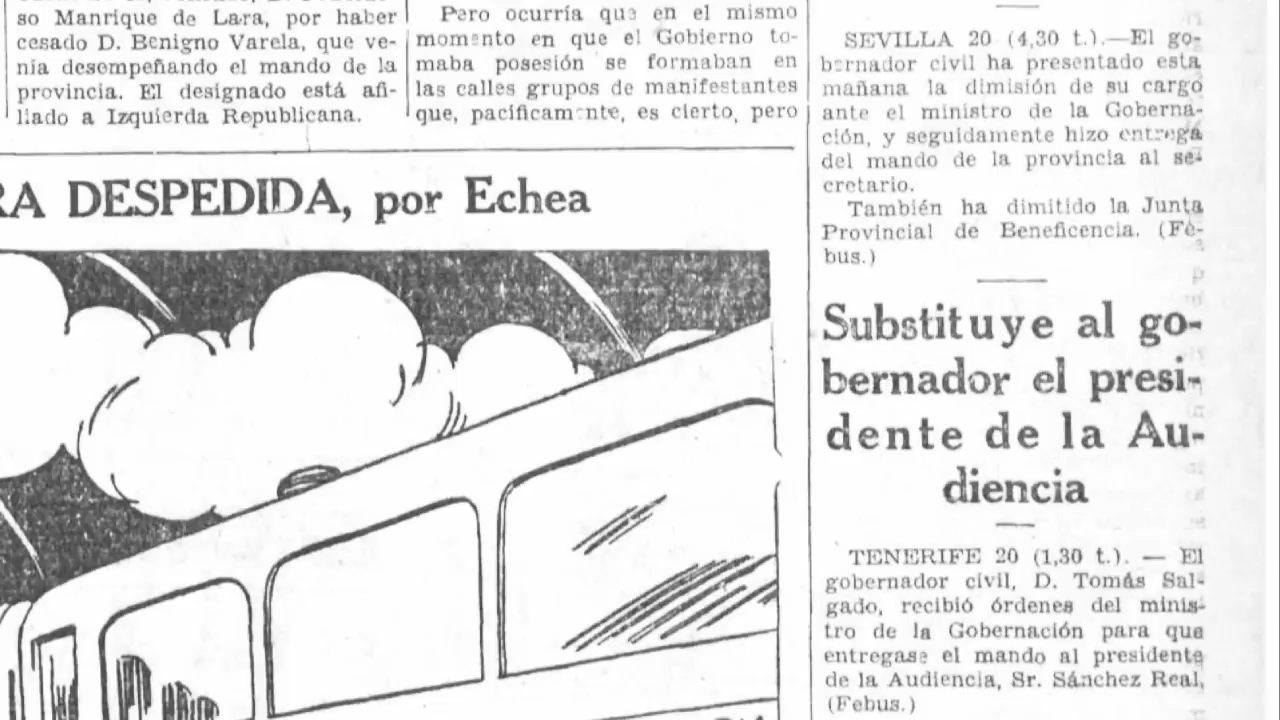 so Manrique de Lara, por haber
cesado D. Benigno Varela, que ve-
nía desempeñando el mando de la
provincia. El designado está afi-
liado a Izquierda Republicana.
Pero ocurría que en el mismo
momento en que el Gobierno to-
maba posesión se formaban en
las calles grupos de manifestantes
que, pacíficamente, es cierto, pero
RA DESPEDIDA, por Echea
SEVILLA 20 (4,30 t.).—El go-
bernador civil ha presentado esta
mañana la dimisión de su cargo
ante el ministro de la Goberna-
ción, y seguidamente hizo entrega
del mando de la provincia al se-
cretario.
También ha dimitido la Junta
Provincial de Beneficencia. (Fe-
bus.)
Substituye al go-
bernador el presi-
dente de la Au-
diencia
TENERIFE 20 (1,30 t.). — El
gobernador civil, D. Tomás Sal-
gado, recibió órdenes del minis-
tro de la Gobernación para que
entregase el mando al presidente
de la Audiencia, Sr. Sánchez Real,
(Febus.)